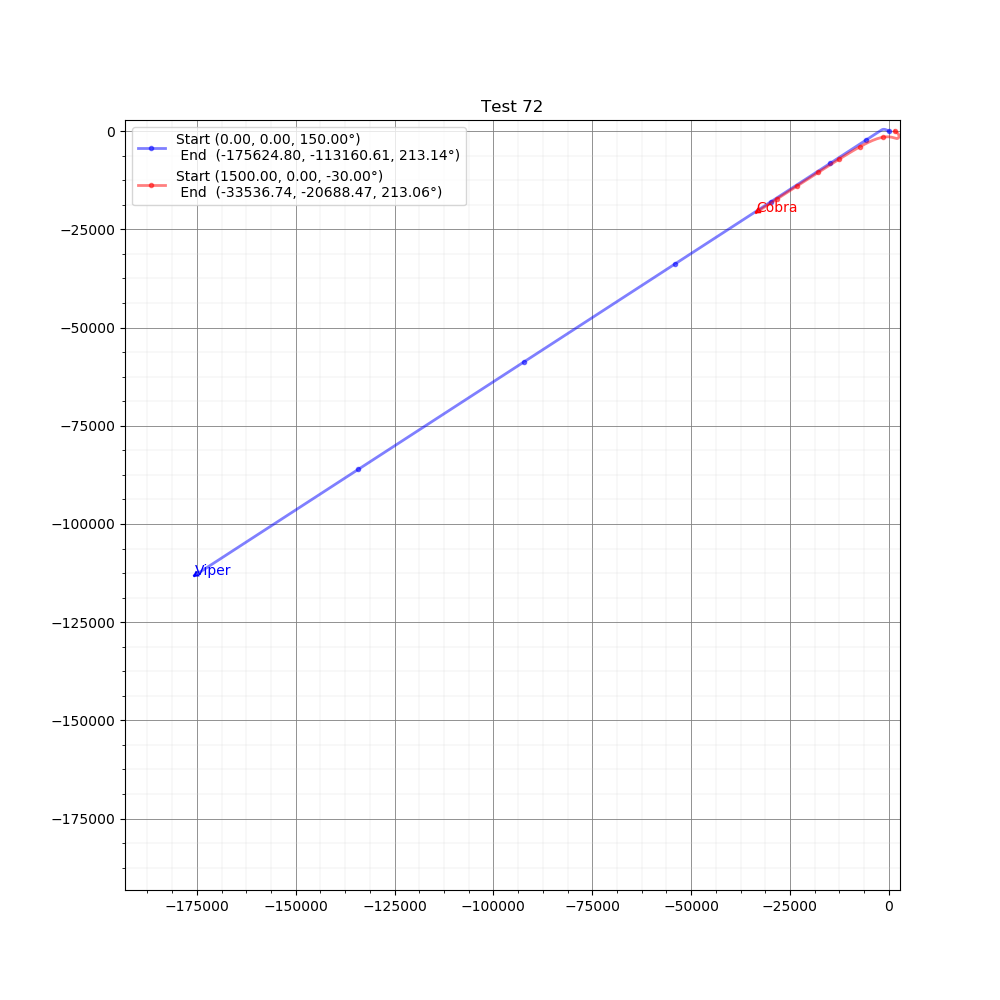 Test 72
Start (0.00, 0.00, 150.00°)
End (-175624.80, -113160.61, 213.14°)
Start (1500.00, 0.00, -30.00°)
End (-33536.74, -20688.47, 213.06°)
0
−25000
−50000
−75000
−100000
−125000
−150000
−175000
Cobra
Viper
−175000 −150000 −125000 −100000 −75000 −50000 −25000 0